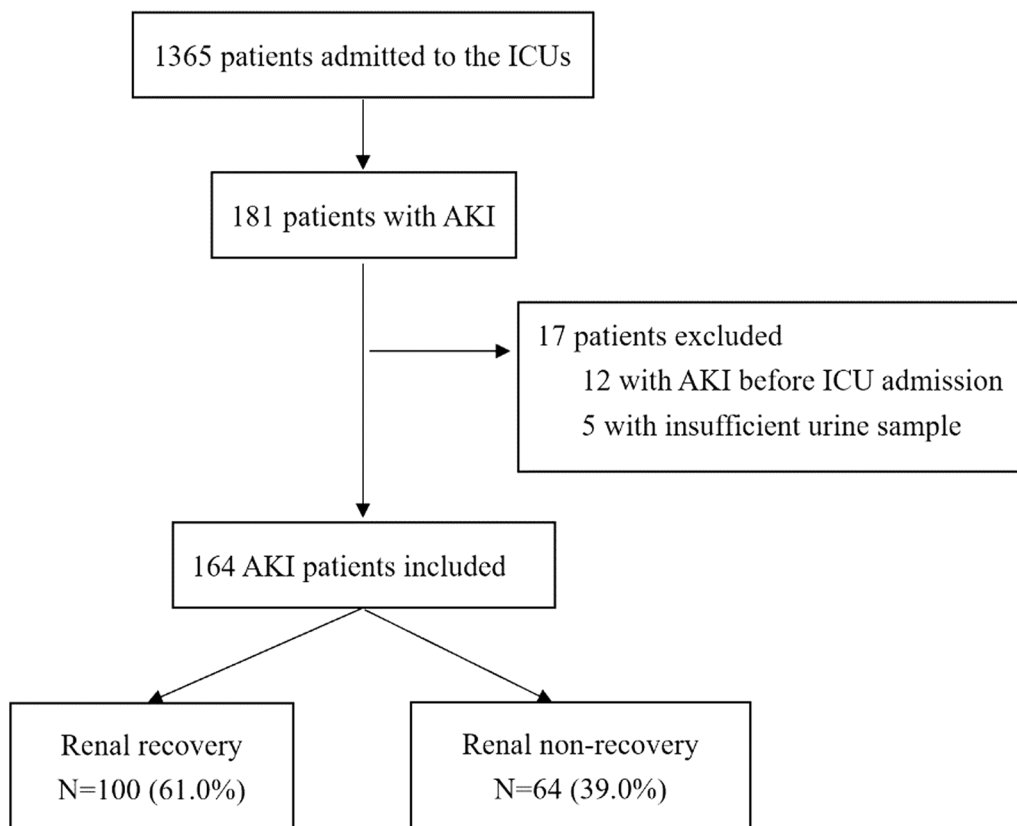 1365 patients admitted to the ICUs
181 patients with AKI
17 patients excluded
12 with AKI before ICU admission
5 with insufficient urine sample
164 AKI patients included
Renal recovery
N=100 (61.0%)
Renal non-recovery
N=64 (39.0%)